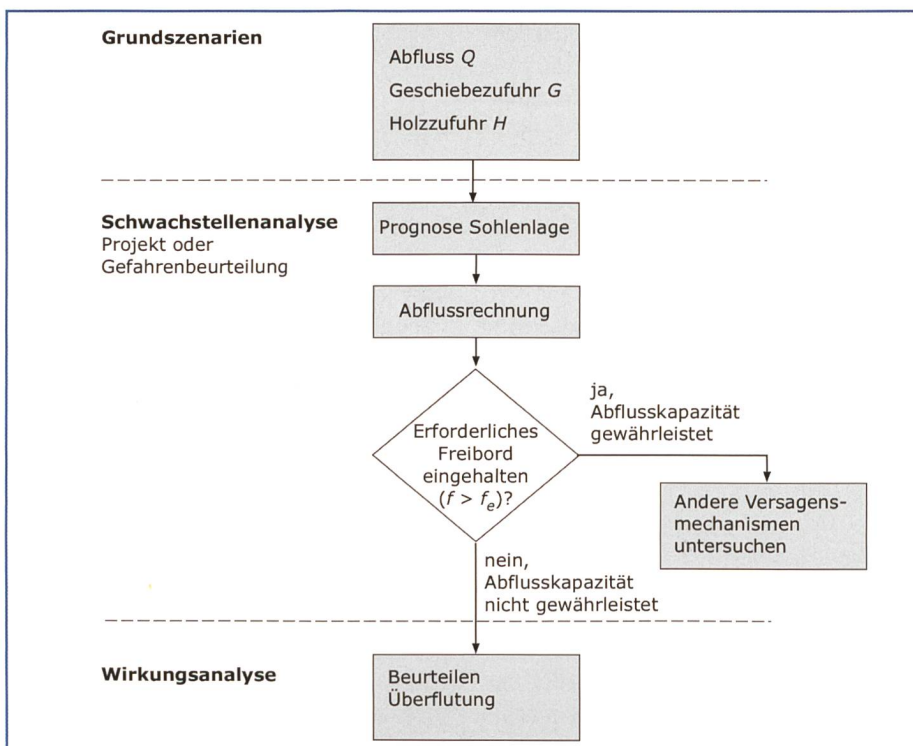 Grundszenarien
Abfluss Q
Geschiebezufuhr G
Holzzufuhr H
Schwachstellenanalyse
Projekt oder
Gefahrenbeurteilung
Prognose Sohlenlage
Abflussrechnung
Erforderliches
Freibord
eingehalten
(f > fe)?
ja,
Abflusskapazität
gewährleistet
Andere Versagens-
mechanismen
untersuchen
nein,
Abflusskapazität
nicht gewährleistet
Wirkungsanalyse
Beurteilen
Überflutung